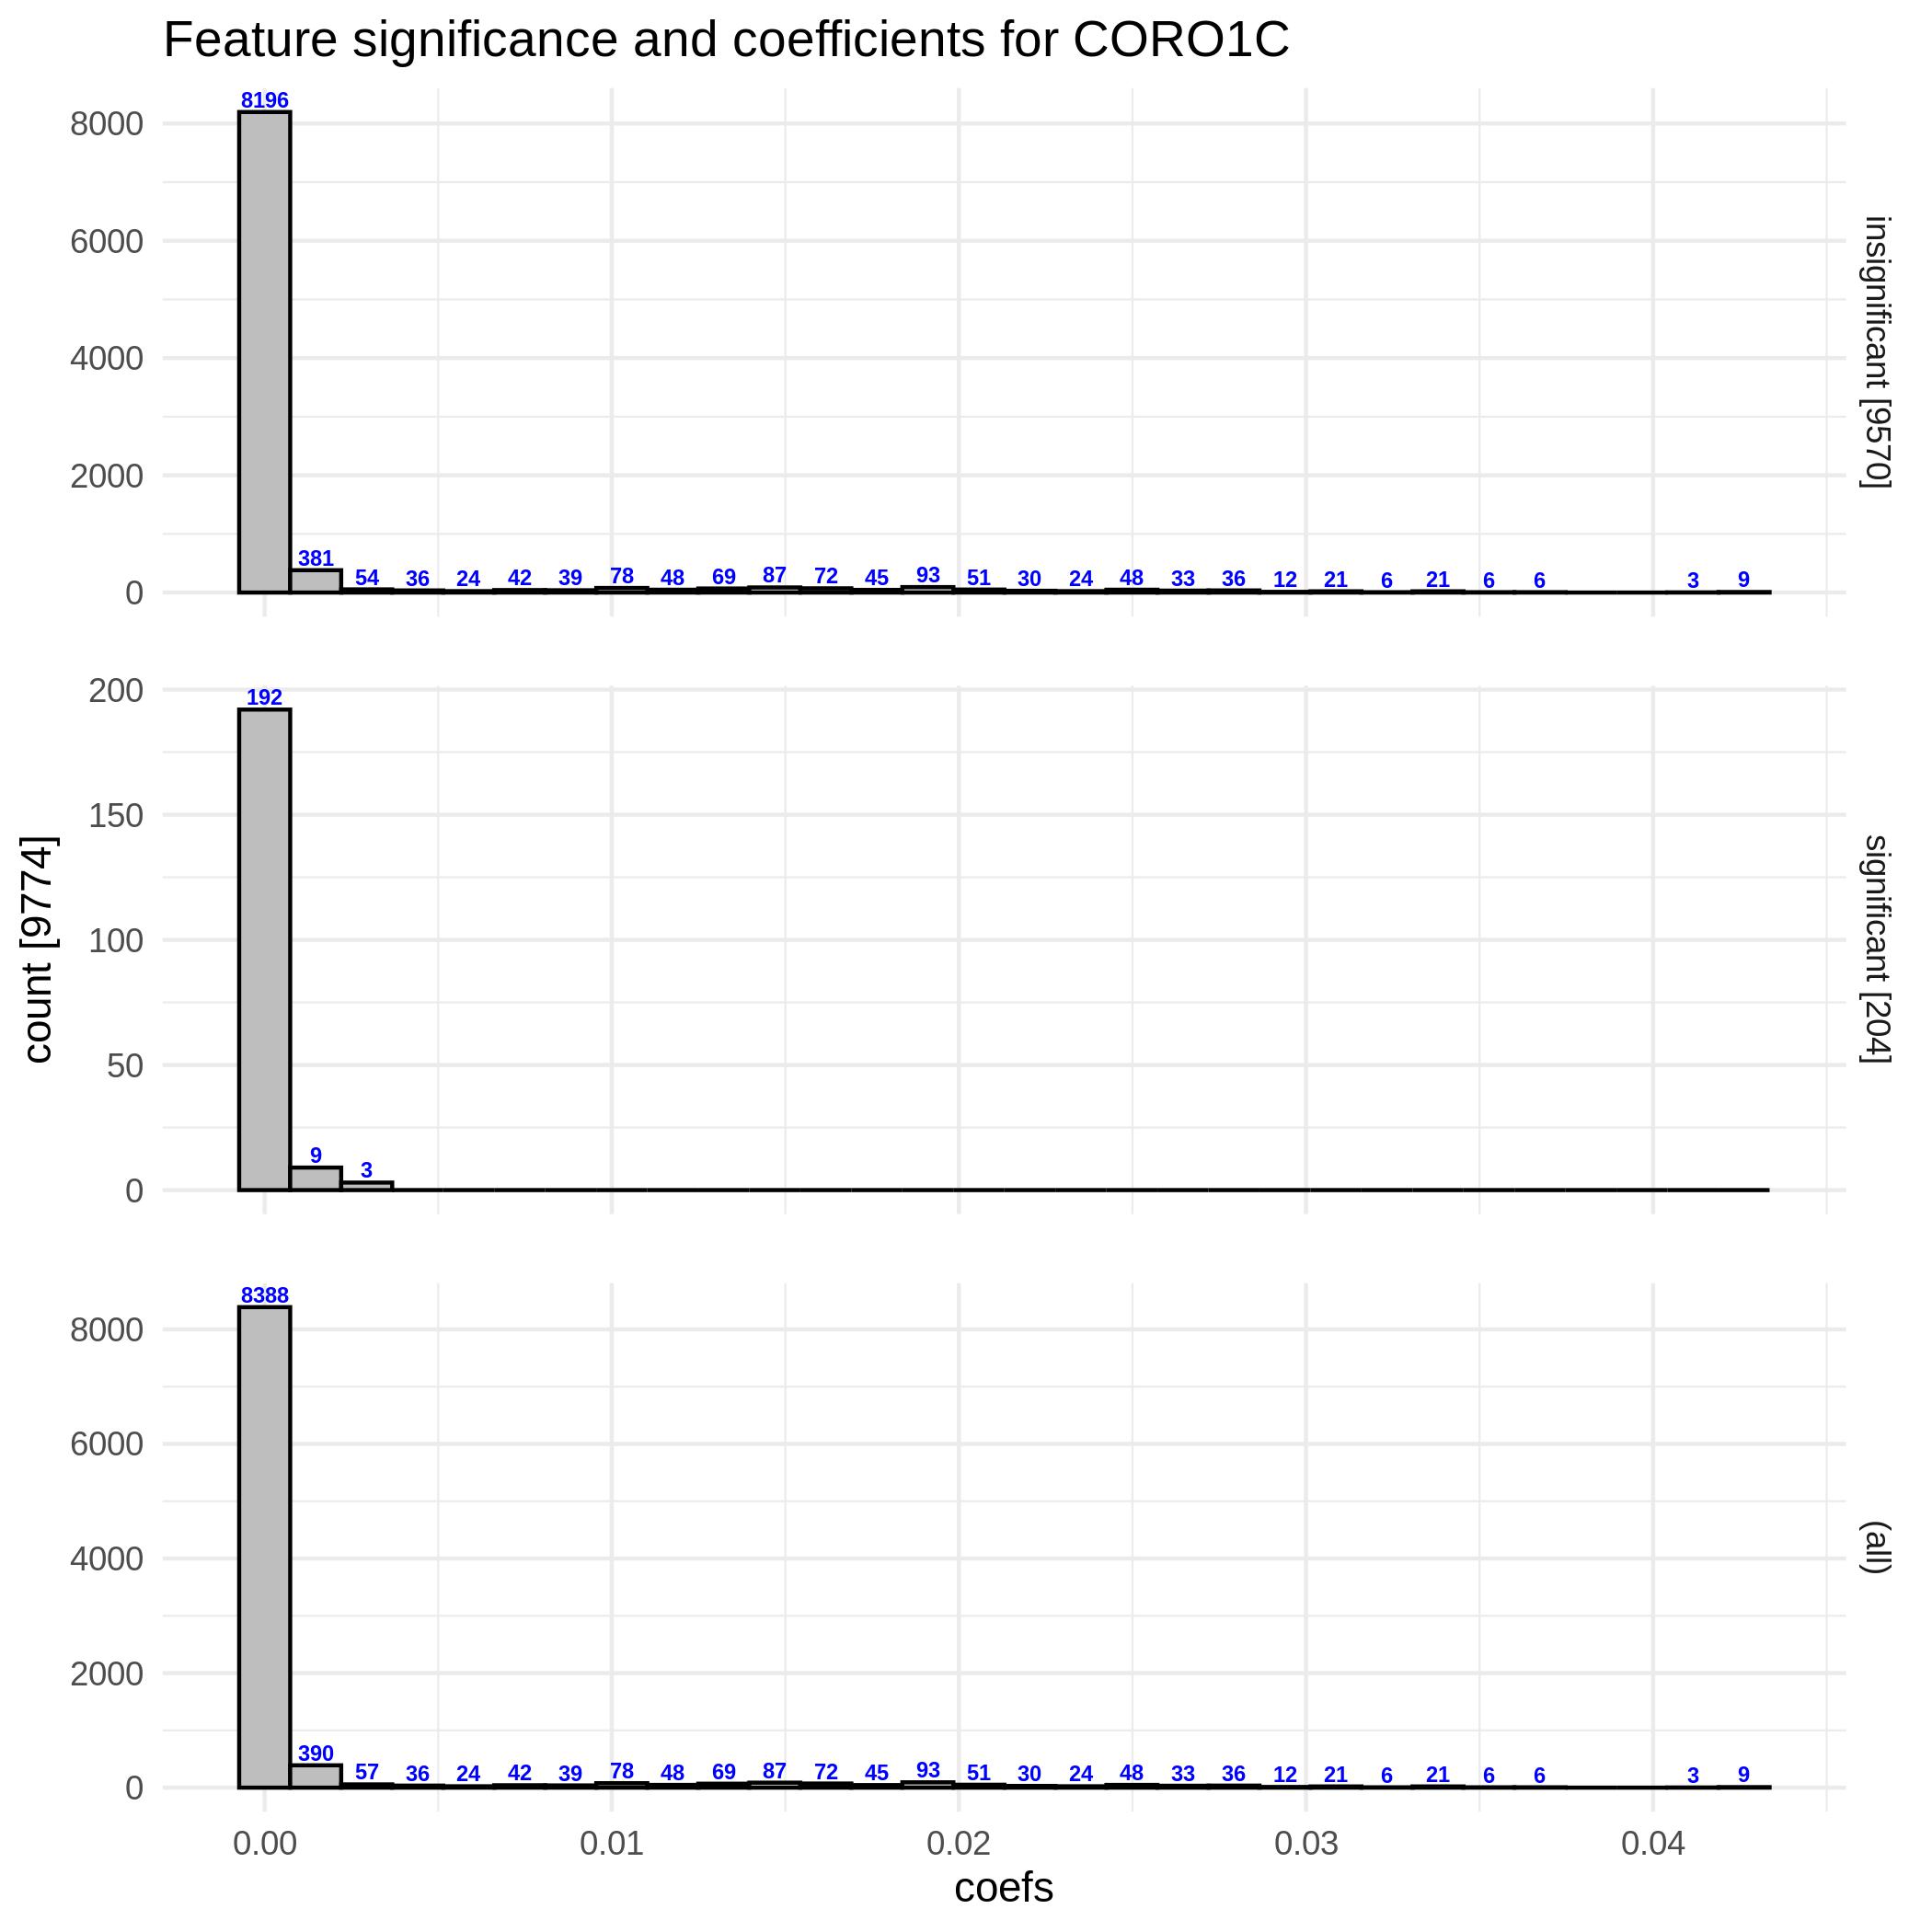 Feature significance and coefficients for CORO1C
8196
8000
6000
4000
2000
0
381 54 36 24 42 39 78 48 69 87 72 45 93 51 30 24 48 33 36 12 21 6 21 6 6 3 9
insignificant [9570]
count [9774]
200
150
100
50
0
192
9 3
significant [204]
8388
8000
6000
4000
2000
0
390 57 36 24 42 39 78 48 69 87 72 45 93 51 30 24 48 33 36 12 21 6 21 6 6 3 9
(all)
0.00 0.01 0.02 0.03 0.04
coefs